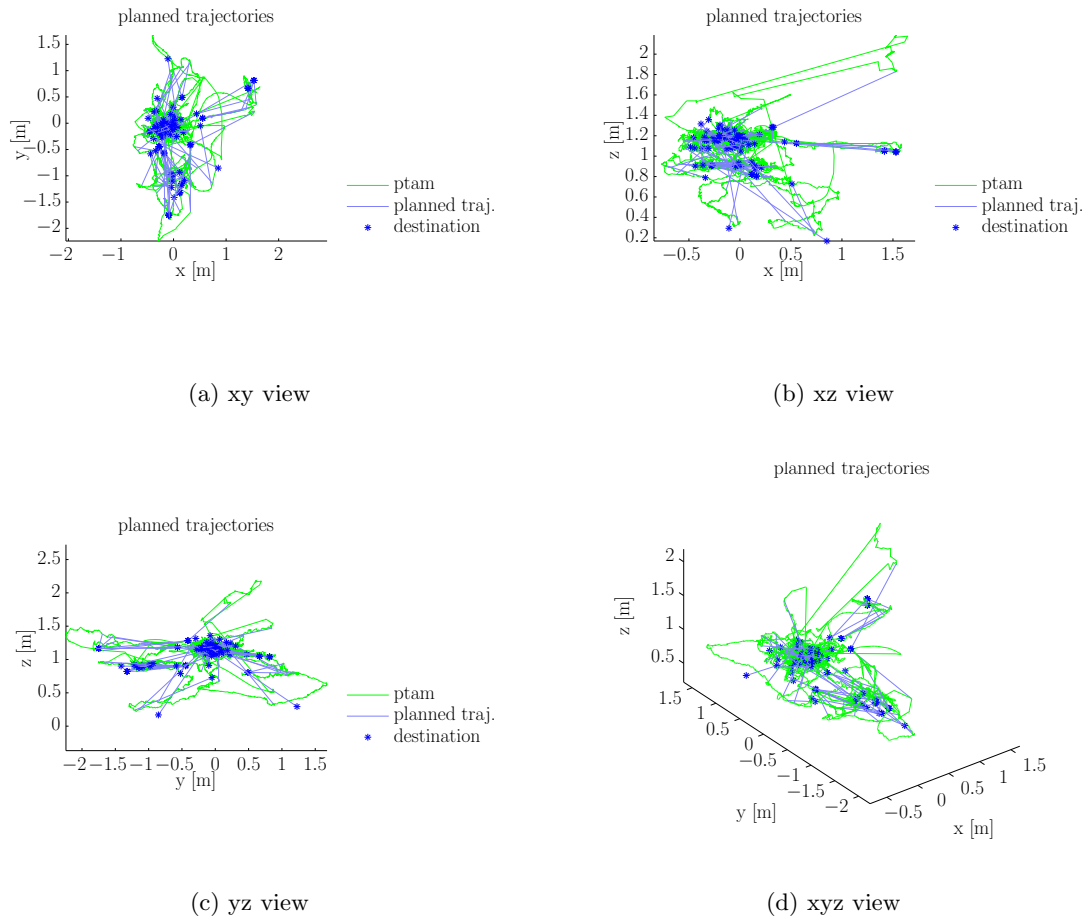 planned trajectories
1.5
1
0.5
0
−0.5
−1
−1.5
−2
y [m]
−2 −1 0 1 2
x [m]
ptam
planned traj.
destination
(a) xy view
planned trajectories
2
1.8
1.6
1.4
1.2
1
0.8
0.6
0.4
0.2
z [m]
−0.5 0 0.5 1 1.5
x [m]
ptam
planned traj.
destination
(b) xz view
planned trajectories
2.5
2
1.5
1
0.5
0
z [m]
−2 −1.5 −1 −0.5 0 0.5 1 1.5
y [m]
ptam
planned traj.
destination
(c) yz view
planned trajectories
2
1.5
1
0.5
z [m]
1.5
1
0.5
0
−0.5
−1
−1.5
−2
y [m]
−0.5
0
0.5
1
1.5
x [m]
(d) xyz view